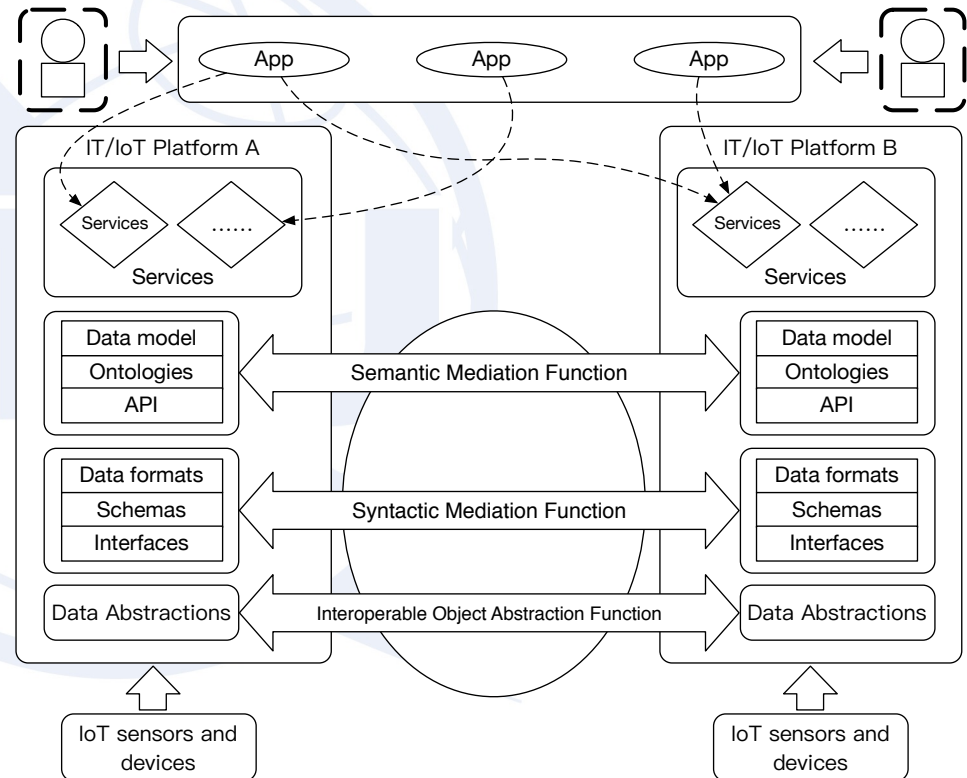 App
App
App
IT/IoT Platform A
IT/IoT Platform B
Services
......
Services
Services
......
Services
Data model
Ontologies
API
Semantic Mediation Function
Data model
Ontologies
API
Data formats
Schemas
Interfaces
Syntactic Mediation Function
Data formats
Schemas
Interfaces
Data Abstractions
Interoperable Object Abstraction Function
Data Abstractions
IoT sensors and
devices
IoT sensors and
devices